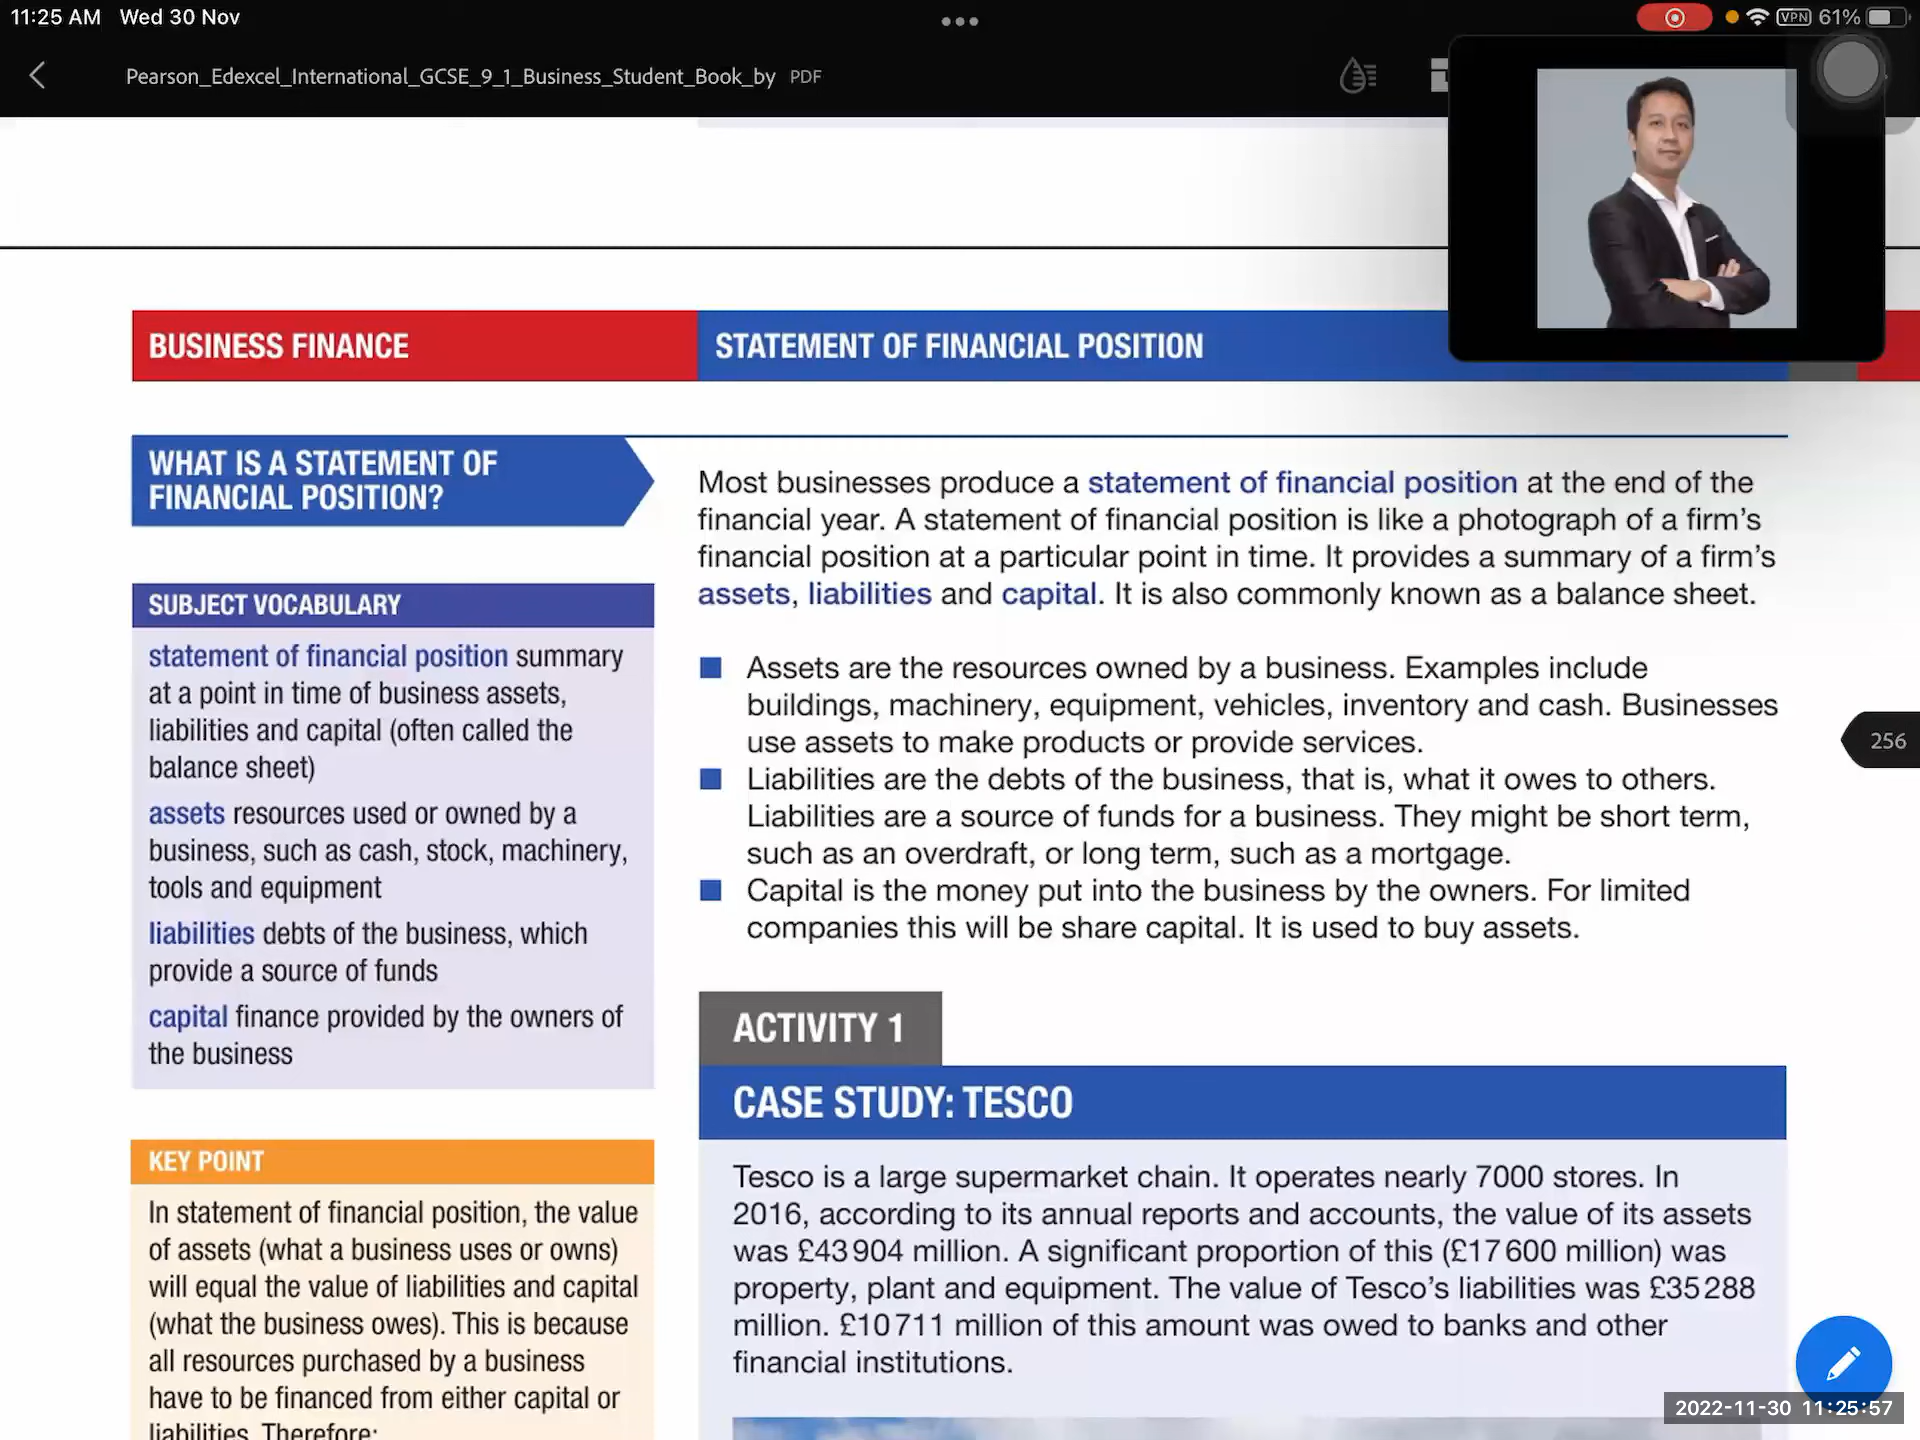 11:25 AM Wed 30 Nov
VPN 61%
Pearson_Edexcel_International_GCSE_9_1_Business_Student_Book_by PDF
BUSINESS FINANCE
STATEMENT OF FINANCIAL POSITION
WHAT IS A STATEMENT OF
FINANCIAL POSITION?
SUBJECT VOCABULARY
statement of financial position summary
at a point in time of business assets,
liabilities and capital (often called the
balance sheet)
assets resources used or owned by a
business, such as cash, stock, machinery,
tools and equipment
liabilities debts of the business, which
provide a source of funds
capital finance provided by the owners of
the business
KEY POINT
In statement of financial position, the value
of assets (what a business uses or owns)
will equal the value of liabilities and capital
(what the business owes). This is because
all resources purchased by a business
have to be financed from either capital or
liabilities. Therefore:
Most businesses produce a statement of financial position at the end of the
financial year. A statement of financial position is like a photograph of a firm's
financial position at a particular point in time. It provides a summary of a firm's
assets, liabilities and capital. It is also commonly known as a balance sheet.
Assets are the resources owned by a business. Examples include
buildings, machinery, equipment, vehicles, inventory and cash. Businesses
use assets to make products or provide services.
Liabilities are the debts of the business, that is, what it owes to others.
Liabilities are a source of funds for a business. They might be short term,
such as an overdraft, or long term, such as a mortgage.
Capital is the money put into the business by the owners. For limited
companies this will be share capital. It is used to buy assets.
ACTIVITY 1
CASE STUDY: TESCO
Tesco is a large supermarket chain. It operates nearly 7000 stores. In
2016, according to its annual reports and accounts, the value of its assets
was £43 904 million. A significant proportion of this (£17 600 million) was
property, plant and equipment. The value of Tesco's liabilities was £35 288
million. £10 711 million of this amount was owed to banks and other
financial institutions.
256
2022-11-30 11:25:57